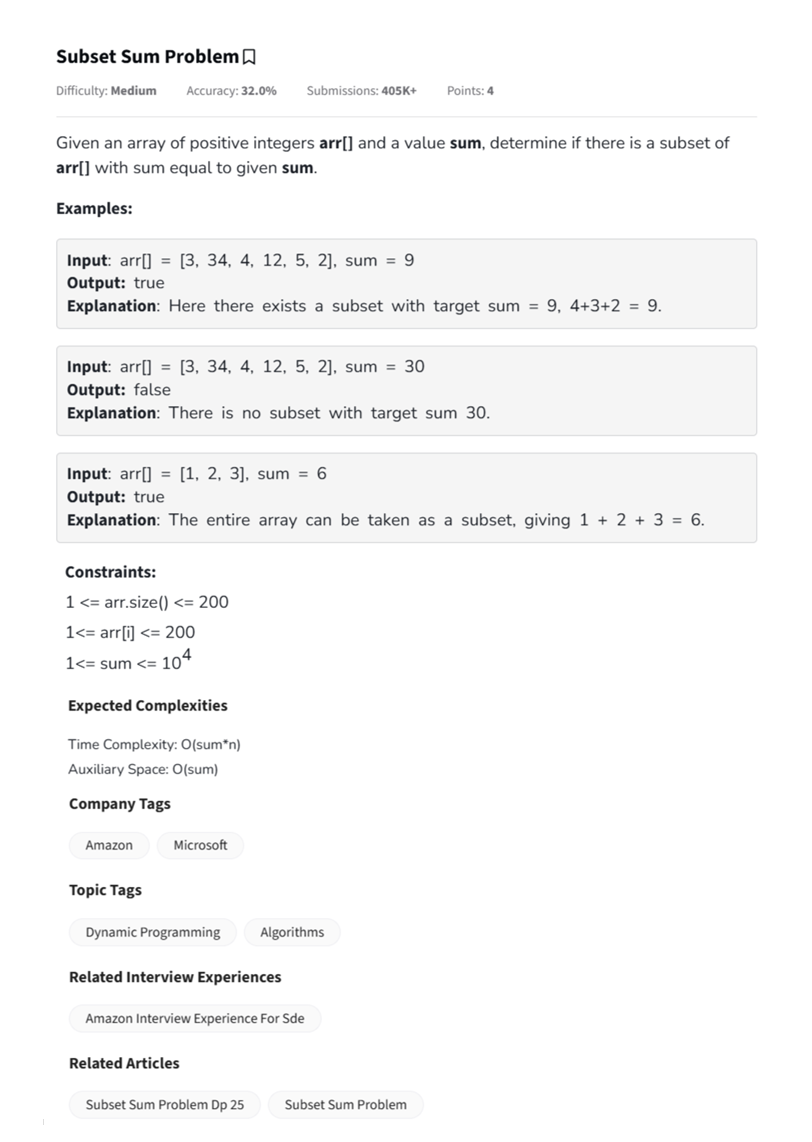 Subset Sum Problem
Difficulty: Medium Accuracy: 32.0% Submissions: 405K+ Points: 4
Given an array of positive integers arr[] and a value sum, determine if there is a subset of
arr[] with sum equal to given sum.
Examples:
Input: arr[] = [3, 34, 4, 12, 5, 2], sum = 9
Output: true
Explanation: Here there exists a subset with target sum = 9, 4+3+2 = 9.
Input: arr[] = [3, 34, 4, 12, 5, 2], sum = 30
Output: false
Explanation: There is no subset with target sum 30.
Input: arr[] = [1, 2, 3], sum = 6
Output: true
Explanation: The entire array can be taken as a subset, giving 1 + 2 + 3 = 6.
Constraints:
1 <= arr.size() <= 200
1<= arr[i] <= 200
1<= sum <= 10⁴
Expected Complexities
Time Complexity: O(sum*n)
Auxiliary Space: O(sum)
Company Tags
Amazon Microsoft
Topic Tags
Dynamic Programming Algorithms
Related Interview Experiences
Amazon Interview Experience For Sde
Related Articles
Subset Sum Problem Dp 25 Subset Sum Problem